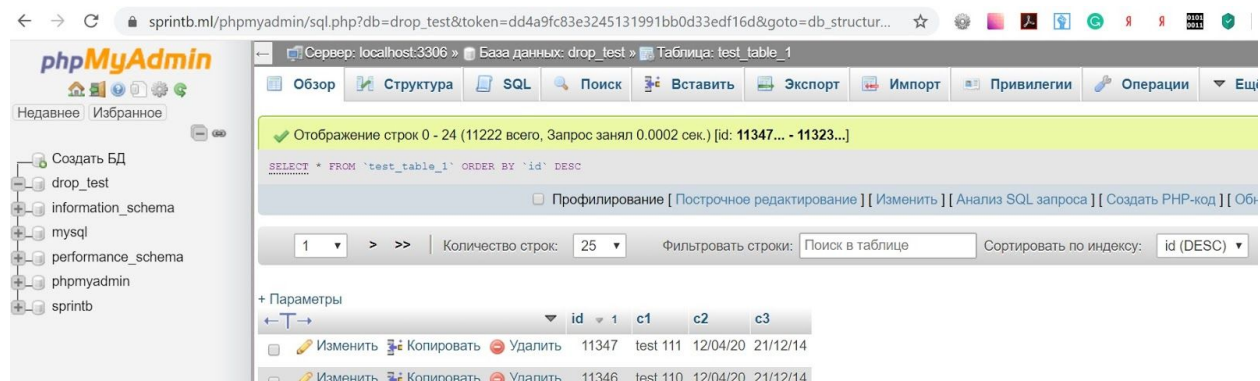 sprintb.ml/phpmyadmin/sql.php?db=drop_test&token=dd4a9fc83e3245131991bb0d33edf16d&goto=db_structur...
phpMyAdmin
Недавнее Избранное
Создать БД
drop_test
information_schema
mysql
performance_schema
phpmyadmin
sprintb
Сервер: localhost:3306 » База данных: drop_test » Таблица: test_table_1
Обзор Структура SQL Поиск Вставить Экспорт Импорт Привилегии Операции Ещё
Отображение строк 0 - 24 (11222 всего, Запрос занял 0.0002 сек.) [id: 11347... - 11323...]
SELECT * FROM `test_table_1` ORDER BY `id` DESC
Профилирование [ Построчное редактирование ] [ Изменить ] [ Анализ SQL запроса ] [ Создать PHP-код ] [ Обн
1 > >> Количество строк: 25 Фильтровать строки: Поиск в таблице Сортировать по индексу: id (DESC)
+ Параметры
←T→ id 1 c1 c2 c3
Изменить Копировать Удалить 11347 test 111 12/04/20 21/12/14
Изменить Копировать Удалить 11346 test 110 12/04/20 21/12/14